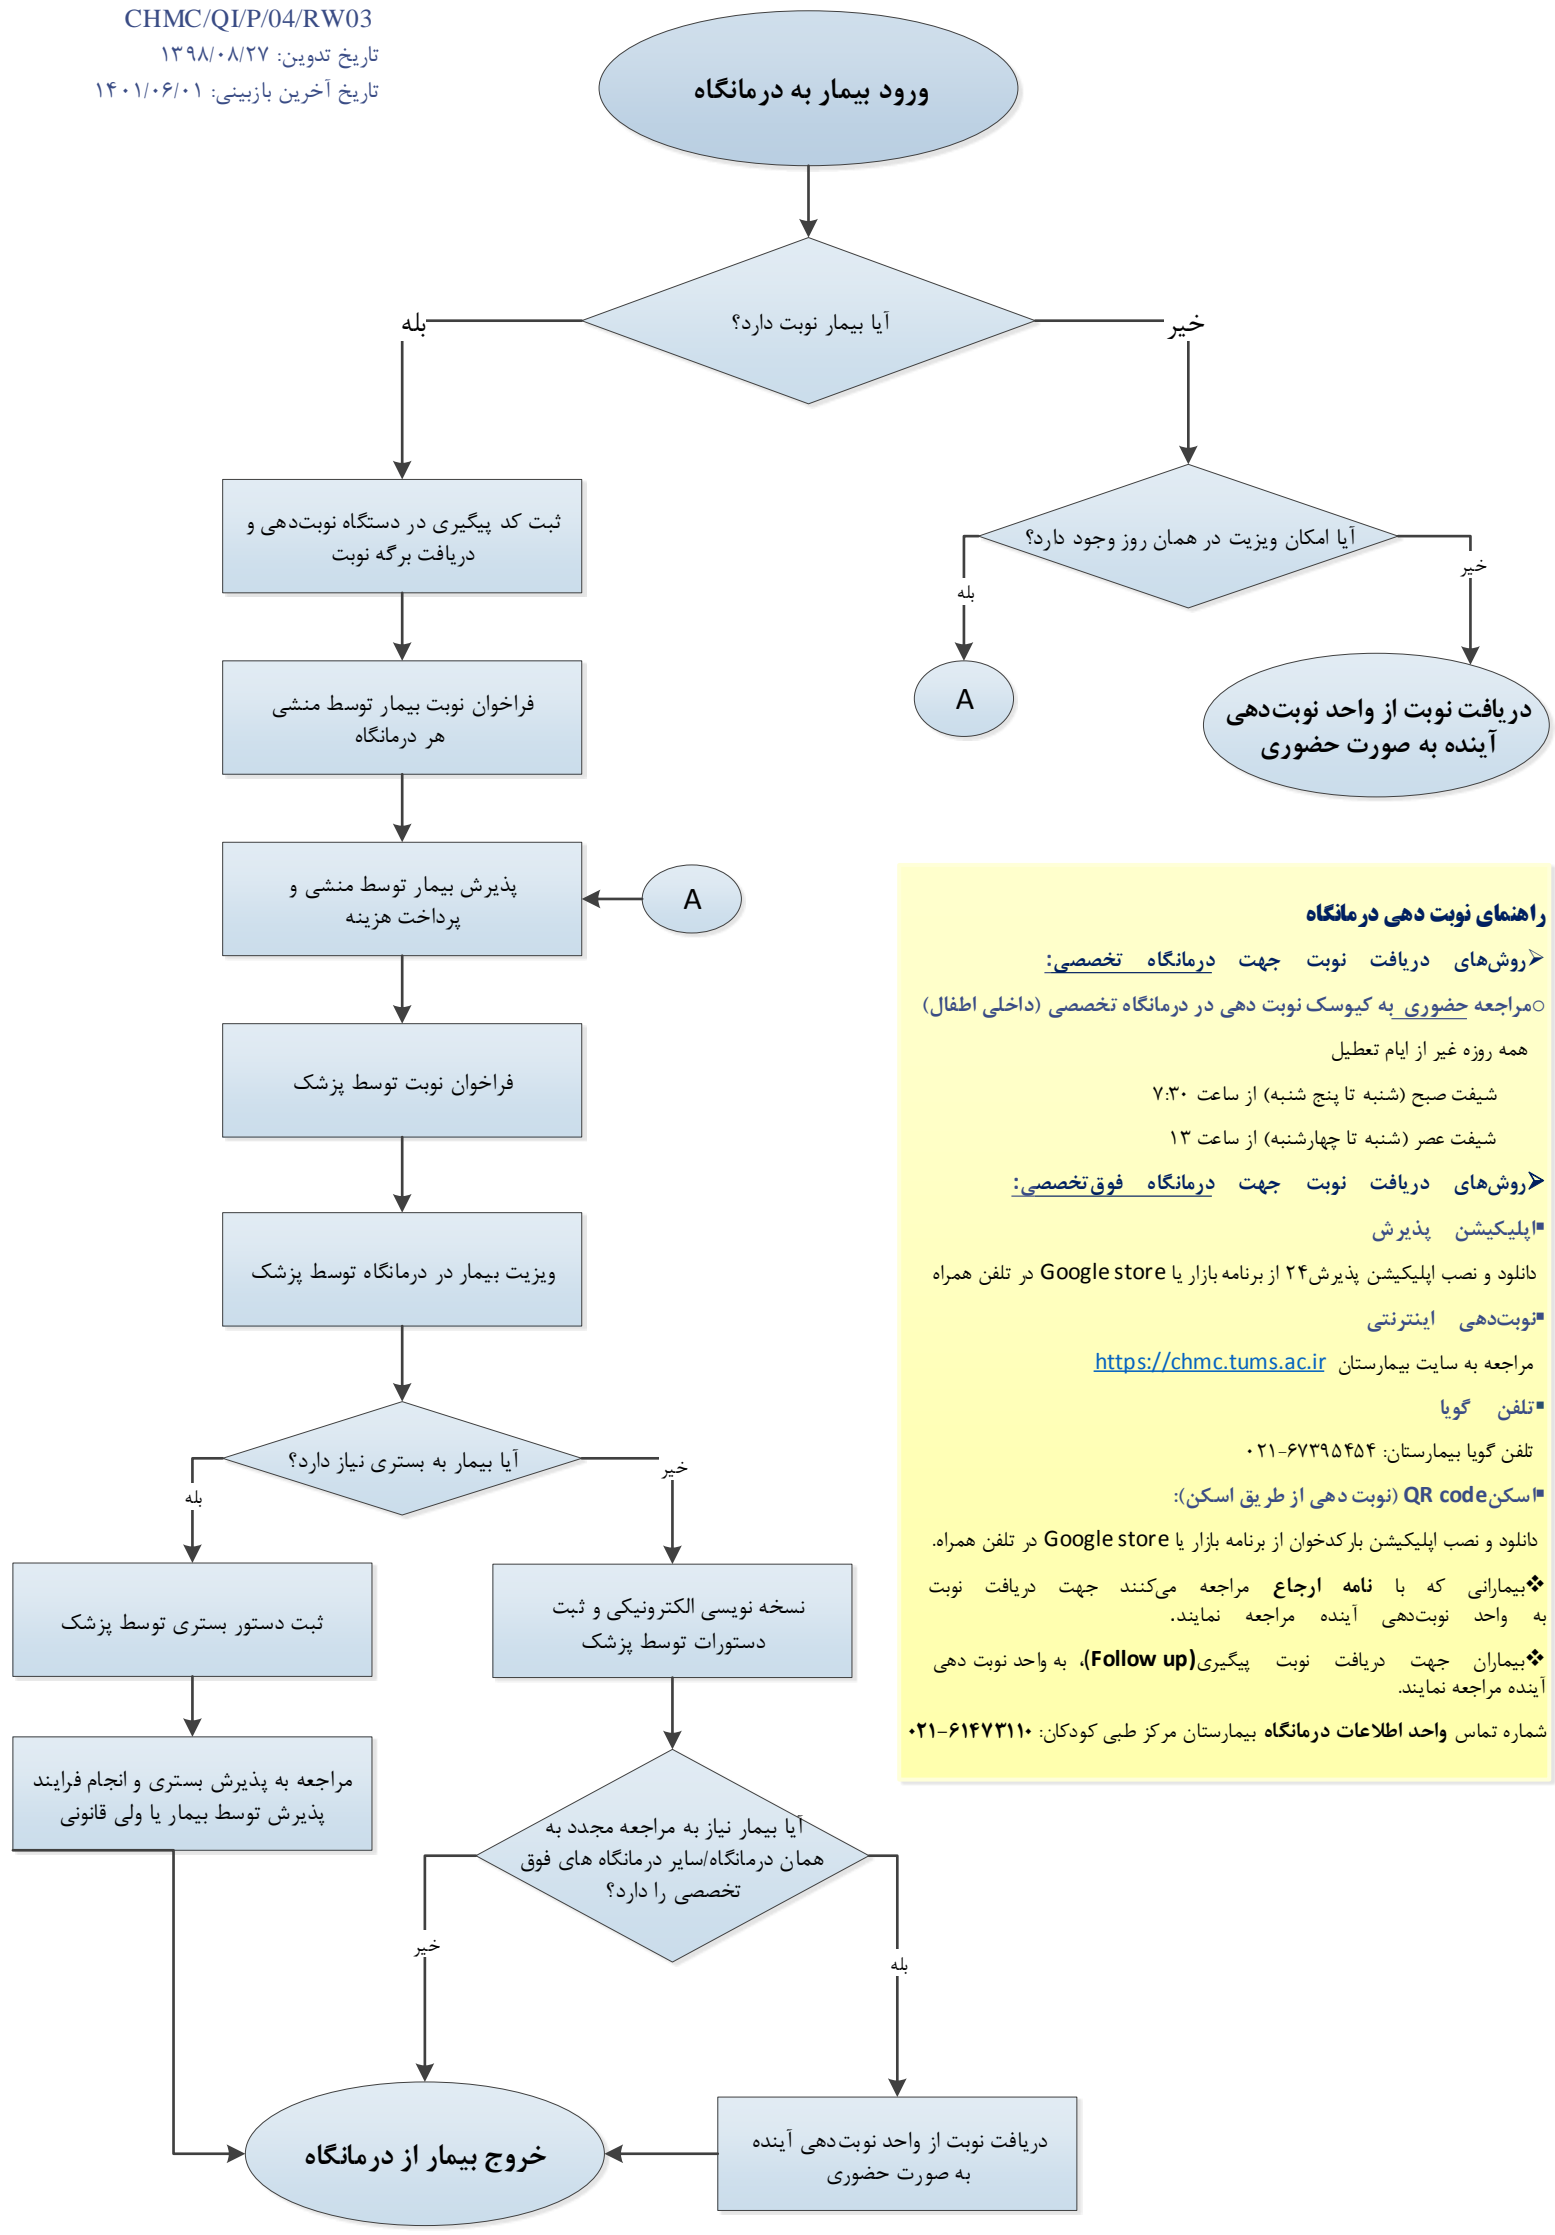 CHMC/QI/P/04/RW03
تاریخ تدوین: ۱۳۹۸/۰۸/۲۷
تاریخ آخرین بازبینی: ۱۴۰۱/۰۶/۰۱
ورود بیمار به درمانگاه
آیا بیمار نوبت دارد؟
بله
خیر
ثبت کد پیگیری در دستگاه نوبت‌دهی و
دریافت برگه نوبت
آیا امکان ویزیت در همان روز وجود دارد؟
بله
خیر
A
دریافت نوبت از واحد نوبت‌دهی
آینده به صورت حضوری
فراخوان نوبت بیمار توسط منشی
هر درمانگاه
پذیرش بیمار توسط منشی و
پرداخت هزینه
A
فراخوان نوبت توسط پزشک
ویزیت بیمار در درمانگاه توسط پزشک
آیا بیمار به بستری نیاز دارد؟
بله
خیر
ثبت دستور بستری توسط پزشک
نسخه نویسی الکترونیکی و ثبت
دستورات توسط پزشک
مراجعه به پذیرش بستری و انجام فرایند
پذیرش توسط بیمار یا ولی قانونی
آیا بیمار نیاز به مراجعه مجدد به
همان درمانگاه/سایر درمانگاه های فوق
تخصصی را دارد؟
خیر
بله
دریافت نوبت از واحد نوبت‌دهی آینده
به صورت حضوری
خروج بیمار از درمانگاه
راهنمای نوبت دهی درمانگاه
➢روش‌های دریافت نوبت جهت درمانگاه تخصصی:
○مراجعه حضوری به کیوسک نوبت دهی در درمانگاه تخصصی (داخلی اطفال)
همه روزه غیر از ایام تعطیل
شیفت صبح (شنبه تا پنج شنبه) از ساعت ۷:۳۰
شیفت عصر (شنبه تا چهارشنبه) از ساعت ۱۳
➢روش‌های دریافت نوبت جهت درمانگاه فوق‌تخصصی:
▪اپلیکیشن پذیرش
دانلود و نصب اپلیکیشن پذیرش۲۴ از برنامه بازار یا Google store در تلفن همراه
▪نوبت‌دهی اینترنتی
مراجعه به سایت بیمارستان https://chmc.tums.ac.ir
▪تلفن گویا
تلفن گویا بیمارستان: ۰۲۱-۶۷۳۹۵۴۵۴
▪اسکنQR code (نوبت دهی از طریق اسکن):
دانلود و نصب اپلیکیشن بارکدخوان از برنامه بازار یا Google store در تلفن همراه.
❖بیمارانی که با نامه ارجاع مراجعه می‌کنند جهت دریافت نوبت
به واحد نوبت‌دهی آینده مراجعه نمایند.
❖بیماران جهت دریافت نوبت پیگیری(Follow up)، به واحد نوبت دهی
آینده مراجعه نمایند.
شماره تماس واحد اطلاعات درمانگاه بیمارستان مرکز طبی کودکان: ۰۲۱-۶۱۴۷۳۱۱۰